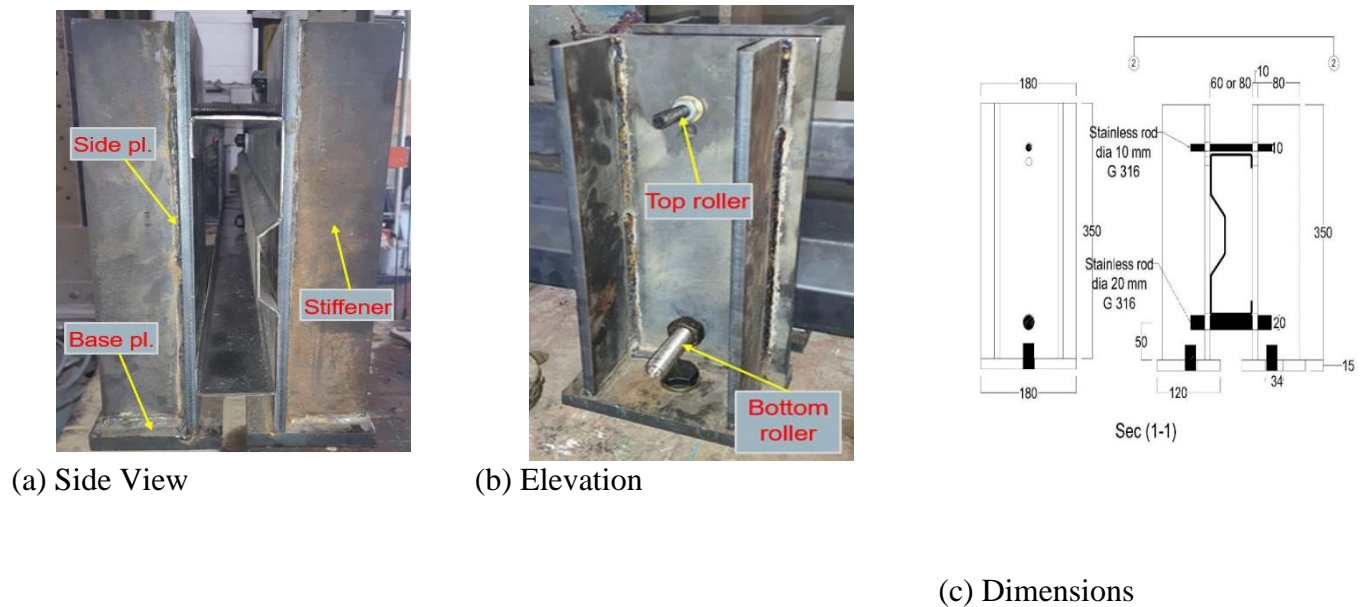 Side pl.
Base pl.
Stiffener
(a) Side View
Top roller
Bottom
roller
(b) Elevation
2
2
10
180
60 or 80
80
Stainless rod
dia 10 mm
G 316
10
350
350
Stainless rod
dia 20 mm
G 316
20
50
15
34
180
120
Sec (1-1)
(c) Dimensions